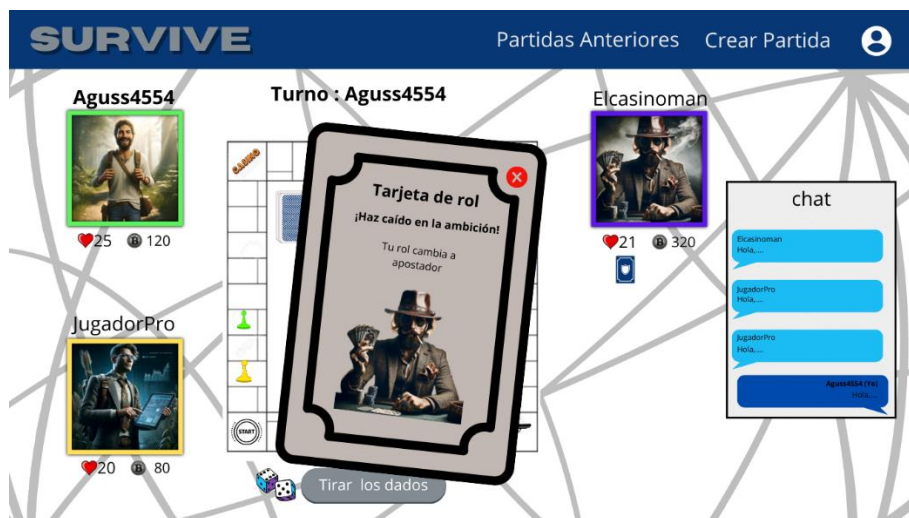 SURVIVE
Partidas Anteriores
Crear Partida
Aguss4554
Turno : Aguss4554
Elcasinoman
25
120
CASINO
Tarjeta de rol
¡Haz caído en la ambición!
Tu rol cambia a
apostador
21
320
chat
Elcasinoman
Hola,....
JugadorPro
Hola,....
JugadorPro
Hola,....
Aguss4554 (Yo)
Hola,....
JugadorPro
START
20
80
Tirar los dados